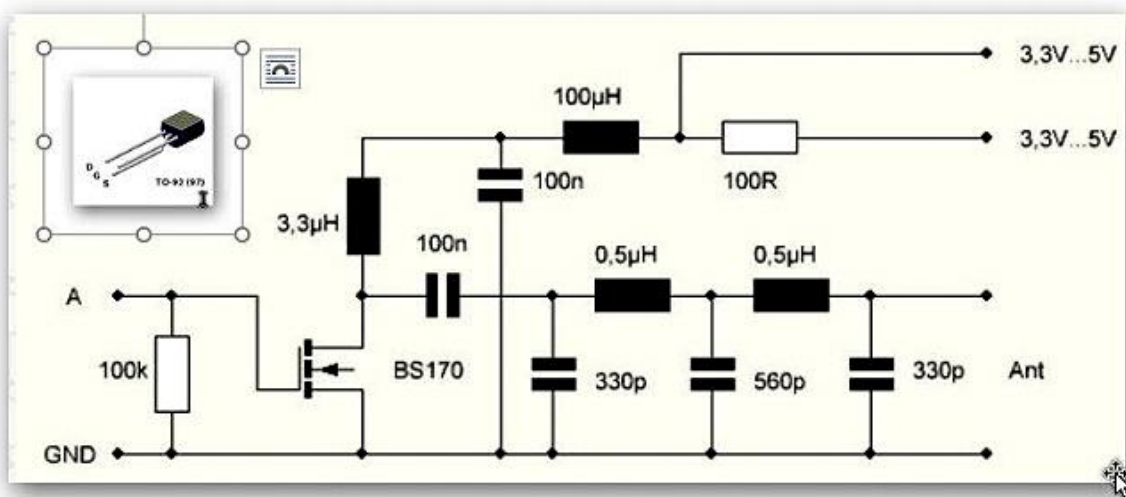 3,3V...5V
100µH
3,3V...5V
100n
100R
D
G
S
TO-92 (97)
3,3µH
100n
0,5µH
0,5µH
A
100k
BS170
330p
560p
330p
Ant
GND